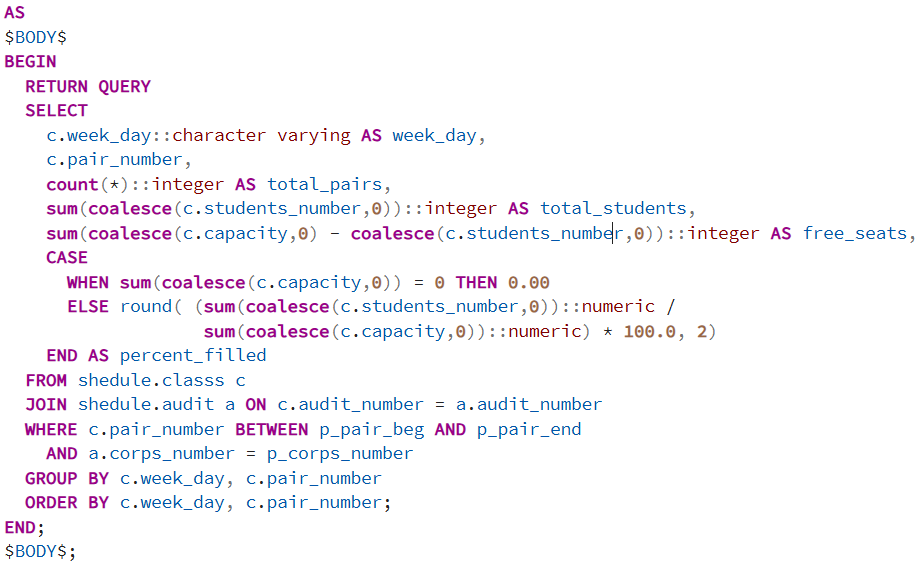 AS
$BODY$
BEGIN
  RETURN QUERY
  SELECT
    c.week_day::character varying AS week_day,
    c.pair_number,
    count(*)::integer AS total_pairs,
    sum(coalesce(c.students_number,0))::integer AS total_students,
    sum(coalesce(c.capacity,0) - coalesce(c.students_number,0))::integer AS free_seats,
    CASE
      WHEN sum(coalesce(c.capacity,0)) = 0 THEN 0.00
      ELSE round( (sum(coalesce(c.students_number,0))::numeric /
                   sum(coalesce(c.capacity,0))::numeric) * 100.0, 2)
    END AS percent_filled
  FROM shedule.classs c
  JOIN shedule.audit a ON c.audit_number = a.audit_number
  WHERE c.pair_number BETWEEN p_pair_beg AND p_pair_end
    AND a.corps_number = p_corps_number
  GROUP BY c.week_day, c.pair_number
  ORDER BY c.week_day, c.pair_number;
END;
$BODY$;